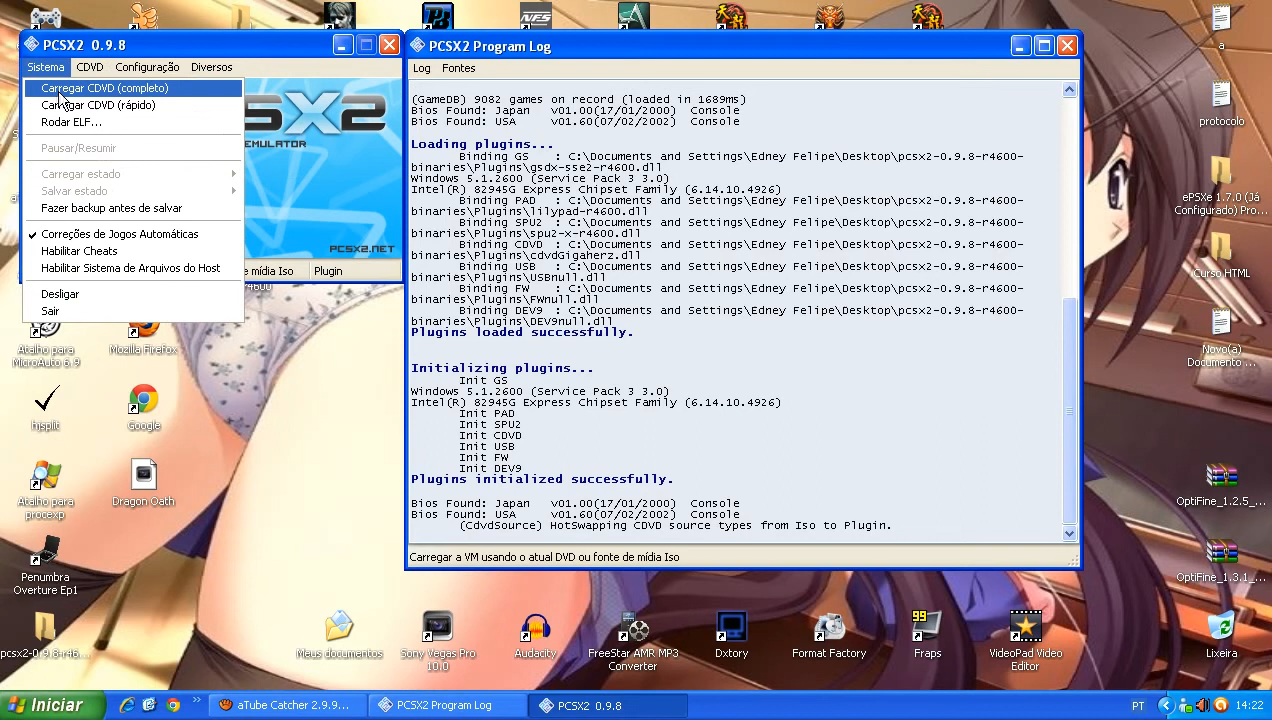 PCSX2 0.9.8
Sistema CDVD Configuração Diversos
Carregar CDVD (completo)
Carregar CDVD (rápido)
Rodar ELF...
Pausar/Resumir
Carregar estado
Salvar estado
Fazer backup antes de salvar
Correções de Jogos Automáticas
Habilitar Cheats
Habilitar Sistema de Arquivos do Host
Desligar
Sair
SX2
EMULATOR
PCSX2.NET
e mídia Iso Plugin
r4600
PCSX2 Program Log
Log Fontes
(GameDB) 9082 games on record (loaded in 1689ms)
Bios Found: Japan v01.00(17/01/2000) Console
Bios Found: USA v01.60(07/02/2002) Console
Loading plugins...
Binding GS : C:\Documents and Settings\Edney Felipe\Desktop\pcsx2-0.9.8-r4600-
binaries\Plugins\gsdx-sse2-r4600.dll
Windows 5.1.2600 (Service Pack 3 3.0)
Intel(R) 82945G Express Chipset Family (6.14.10.4926)
Binding PAD : C:\Documents and Settings\Edney Felipe\Desktop\pcsx2-0.9.8-r4600-
binaries\Plugins\lilypad-r4600.dll
Binding SPU2 : C:\Documents and Settings\Edney Felipe\Desktop\pcsx2-0.9.8-r4600-
binaries\Plugins\spu2-x-r4600.dll
Binding CDVD : C:\Documents and Settings\Edney Felipe\Desktop\pcsx2-0.9.8-r4600-
binaries\Plugins\cdvdGigaherz.dll
Binding USB : C:\Documents and Settings\Edney Felipe\Desktop\pcsx2-0.9.8-r4600-
binaries\Plugins\USBnull.dll
Binding FW : C:\Documents and Settings\Edney Felipe\Desktop\pcsx2-0.9.8-r4600-
binaries\Plugins\FWnull.dll
Binding DEV9 : C:\Documents and Settings\Edney Felipe\Desktop\pcsx2-0.9.8-r4600-
binaries\Plugins\DEV9null.dll
Plugins loaded successfully.
Initializing plugins...
Init GS
Windows 5.1.2600 (Service Pack 3 3.0)
Intel(R) 82945G Express Chipset Family (6.14.10.4926)
Init PAD
Init SPU2
Init CDVD
Init USB
Init FW
Init DEV9
Plugins initialized successfully.
Bios Found: Japan v01.00(17/01/2000) Console
Bios Found: USA v01.60(07/02/2002) Console
(CdvdSource) HotSwapping CDVD source types from Iso to Plugin.
Carregar a VM usando o atual DVD ou fonte de mídia Iso
NFS
a
protocolo
ePSXe 1.7.0 (Já
Configurado) Pro...
Curso HTML
Novo(a)
Documento ...
OptiFine_1.2.5_...
OptiFine_1.3.1_...
Lixeira
Atalho para
MicroAuto 6.9
Mozilla Firefox
hjsplit
Google
Atalho para
procexp
Dragon Oath
Penumbra
Overture Ep1
pcsx2-0.9.8-r46...
Meus documentos
Sony Vegas Pro
10.0
Audacity
FreeStar AMR MP3
Converter
Dxtory
Format Factory
99
Fraps
VideoPad Video
Editor
Iniciar
aTube Catcher 2.9.9...
PCSX2 Program Log
PCSX2 0.9.8
PT
14:22